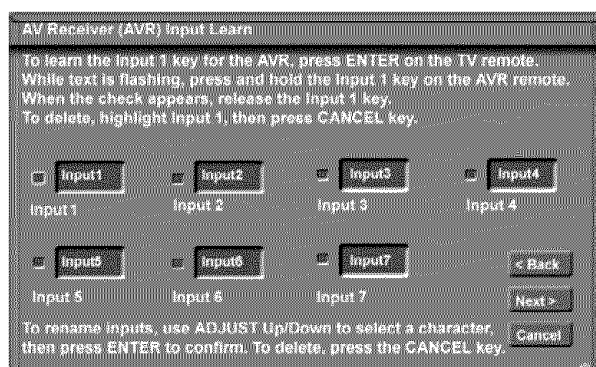 AV Receiver (AVR) Input Learn
To learn the Input 1 key for the AVR, press ENTER on the TV remote.
While text is flashing, press and hold the Input 1 key on the AVR remote.
When the check appears, release the Input 1 key.
To delete, highlight Input 1, then press CANCEL key.
Input1 Input2 Input3 Input4
Input 1 Input 2 Input 3 Input 4
Input5 Input6 Input7 < Back
Input 5 Input 6 Input 7 Next >
To rename inputs, use ADJUST Up/Down to select a character, Cancel
then press ENTER to confirm. To delete, press the CANCEL key.